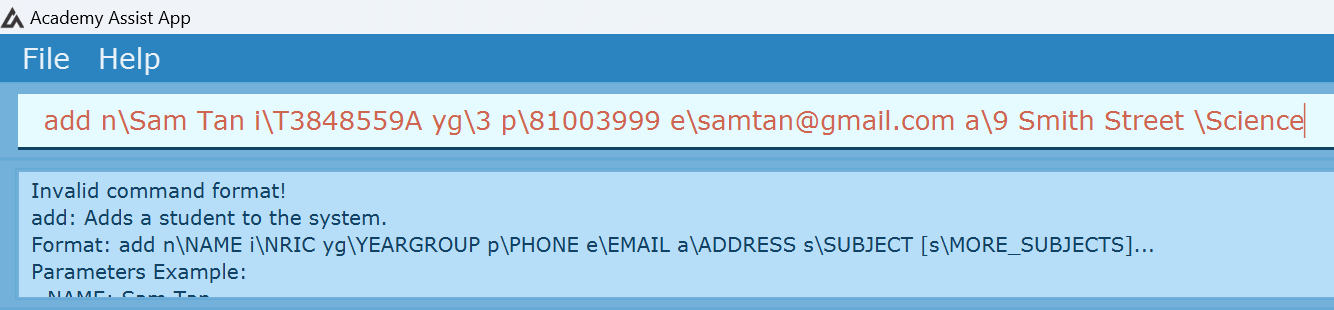 Academy Assist App
File Help
add n\Sam Tan i\T3848559A yg\3 p\81003999 e\samtan@gmail.com a\9 Smith Street \Science
Invalid command format!
add: Adds a student to the system.
Format: add n\NAME i\NRIC yg\YEARGROUP p\PHONE e\EMAIL a\ADDRESS s\SUBJECT [s\MORE_SUBJECTS]...
Parameters Example:
NAME: Sam Tan